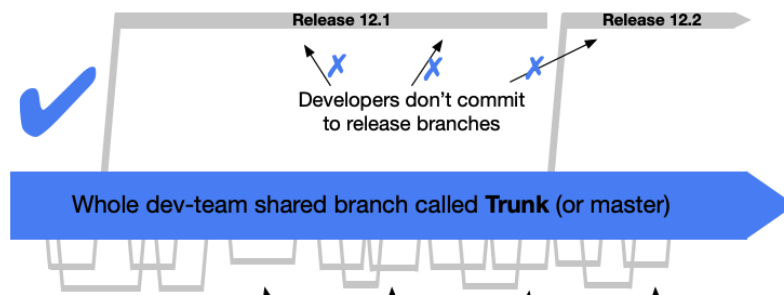 Release 12.1
Release 12.2
Developers don't commit
to release branches
Whole dev-team shared branch called Trunk (or master)